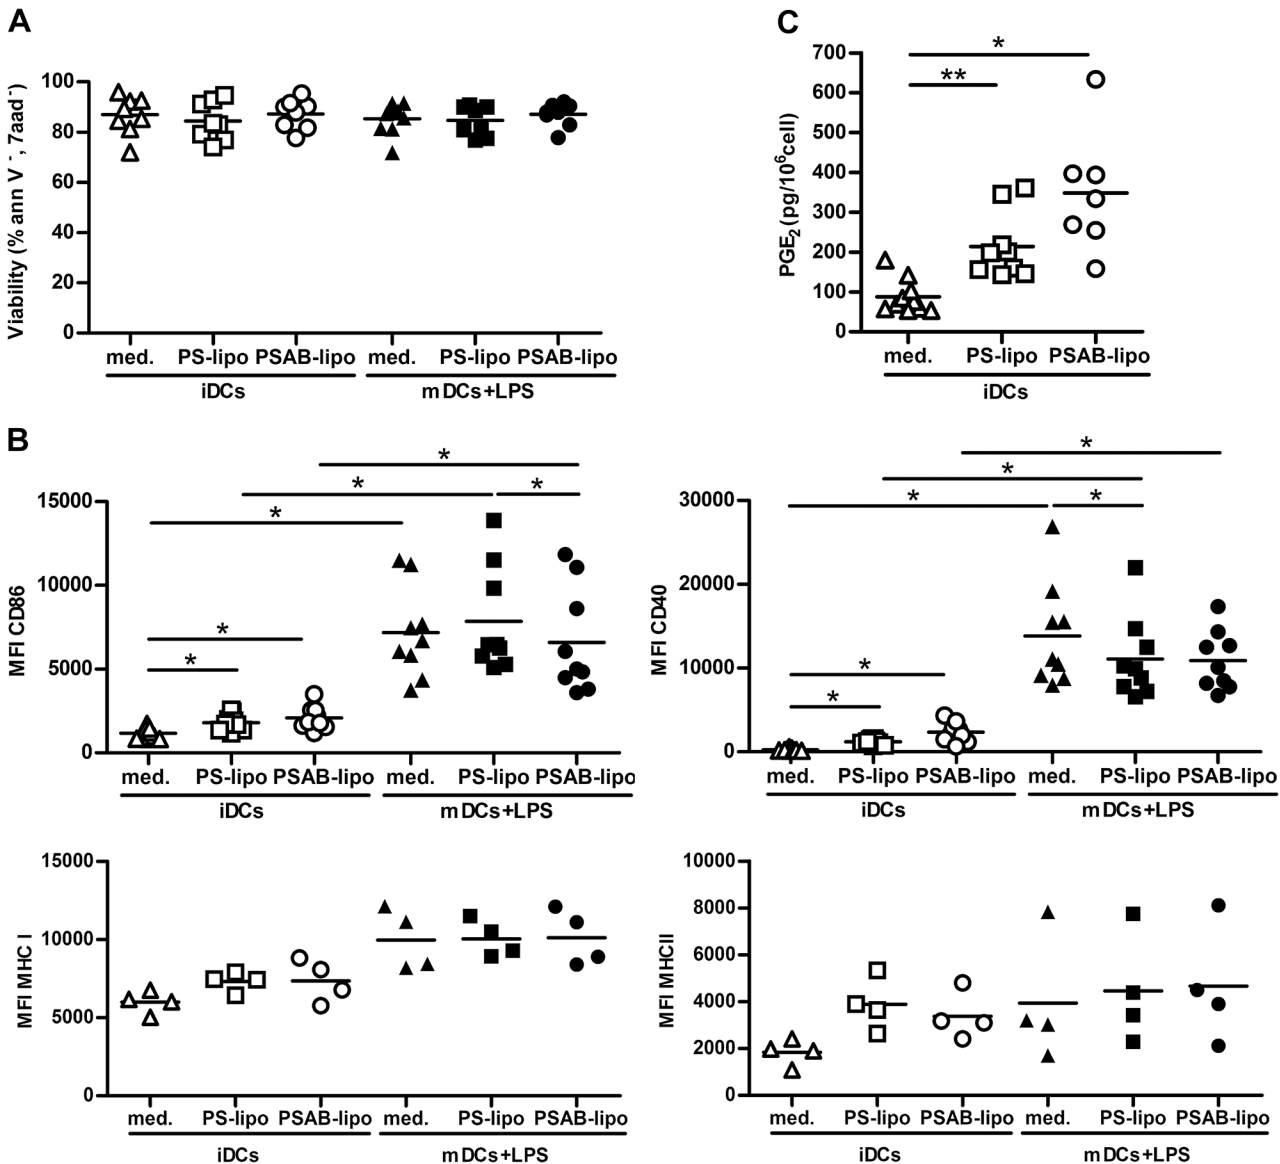 A
Viability (% ann V -, 7aad-)
100
80
60
40
20
0
med. PS-lipo PSAB-lipo med. PS-lipo PSAB-lipo
iDCs mDCs+LPS
C
PGE2 (pg/10^6cell)
700
600
500
400
300
200
100
0
*
**
med. PS-lipo PSAB-lipo
iDCs
B
MFI CD86
15000
10000
5000
0
*
*
*
*
*
*
med. PS-lipo PSAB-lipo med. PS-lipo PSAB-lipo
iDCs mDCs+LPS
MFI CD40
30000
20000
10000
0
*
*
*
*
*
*
med. PS-lipo PSAB-lipo med. PS-lipo PSAB-lipo
iDCs mDCs+LPS
MFI MHC I
15000
10000
5000
0
med. PS-lipo PSAB-lipo med. PS-lipo PSAB-lipo
iDCs mDCs+LPS
MFI MHCII
10000
8000
6000
4000
2000
0
med. PS-lipo PSAB-lipo med. PS-lipo PSAB-lipo
iDCs mDCs+LPS